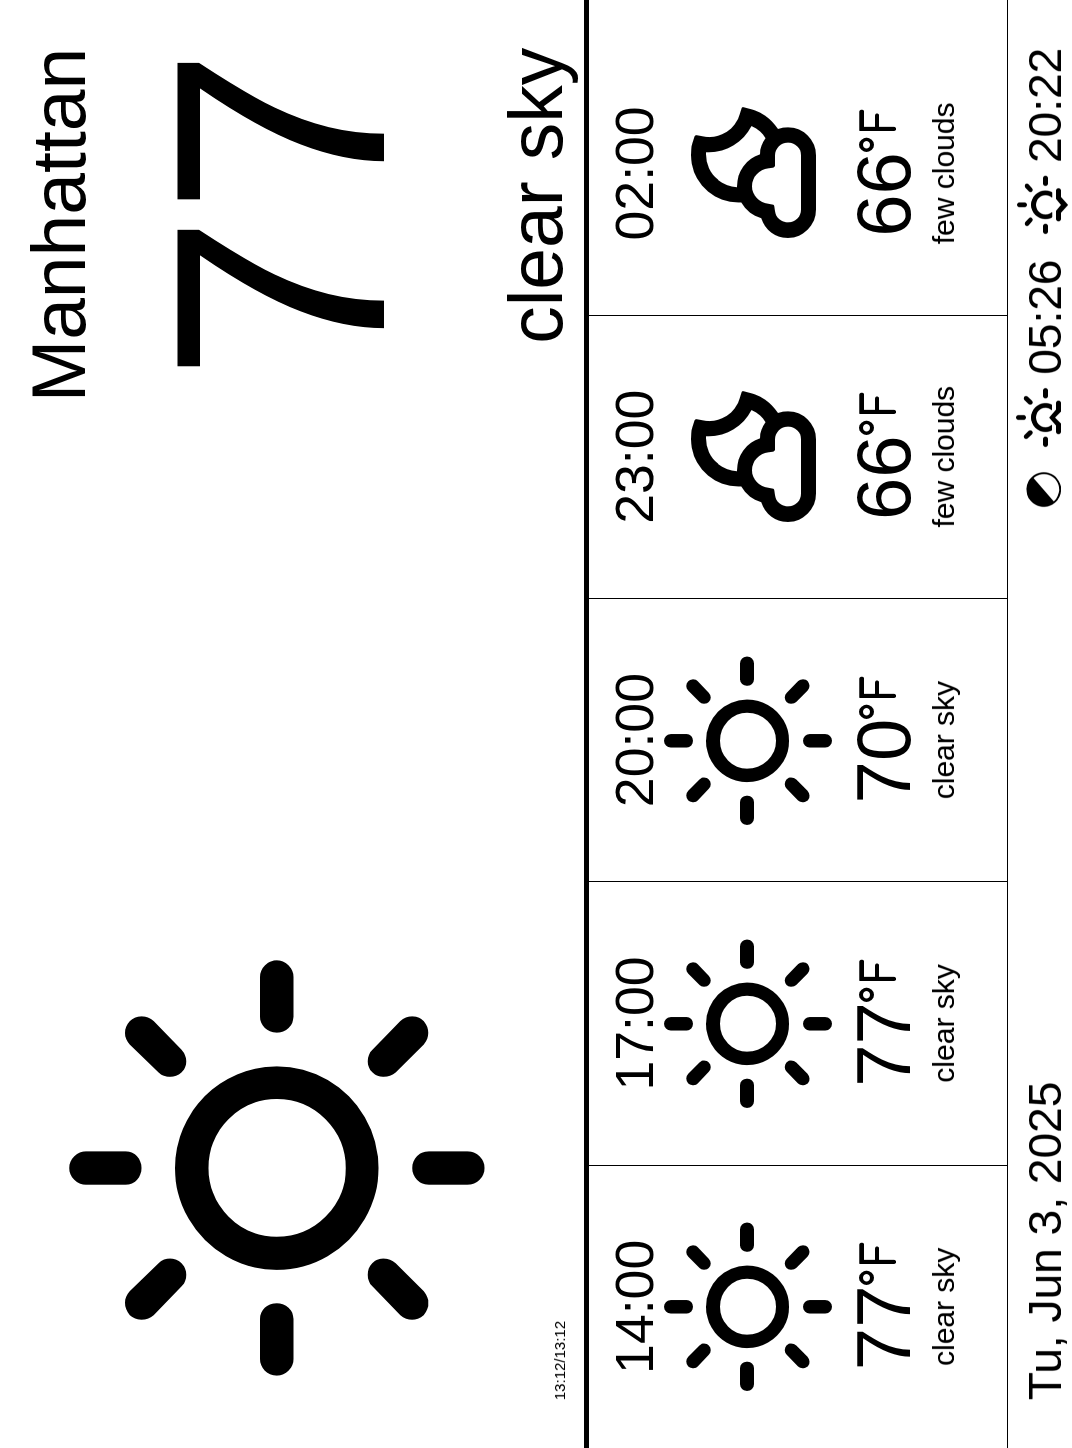 Manhattan
77
clear sky
13:12/13:12
14:00
77°F
clear sky
17:00
77°F
clear sky
20:00
70°F
clear sky
23:00
66°F
few clouds
02:00
66°F
few clouds
Tu, Jun 3, 2025
05:26
20:22